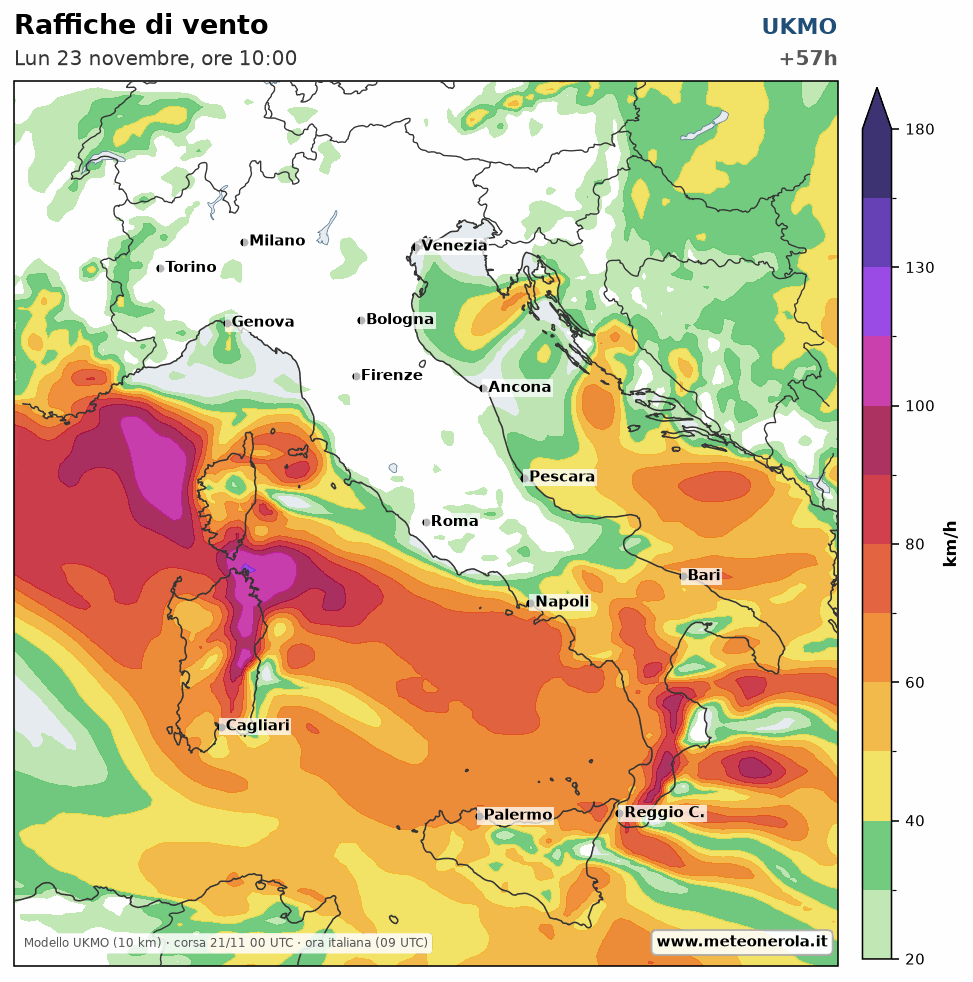 Raffiche di vento
UKMO
Lun 23 novembre, ore 10:00
+57h
180
Milano
Venezia
Torino
130
Genova
Bologna
Firenze
Ancona
100
Pescara
Roma
80
km/h
Bari
Napoli
60
Cagliari
Palermo
Reggio C.
40
Modello UKMO (10 km) · corsa 21/11 00 UTC · ora italiana (09 UTC)
www.meteonerola.it
20